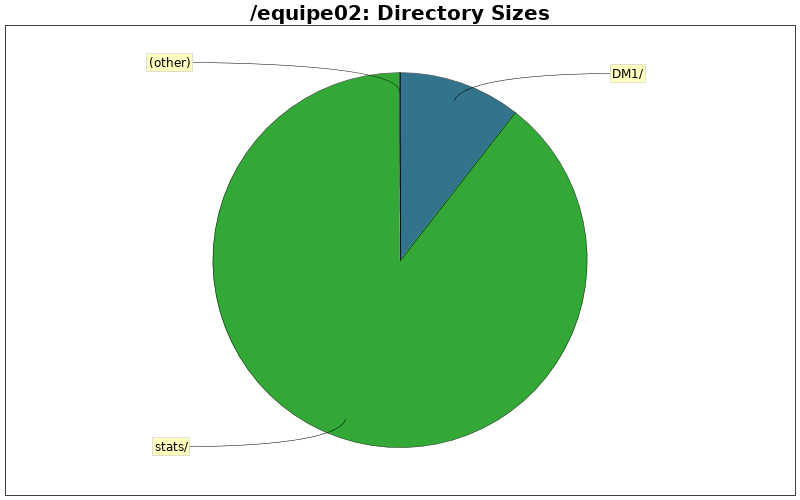 /equipe02: Directory Sizes
(other)
DM1/
stats/